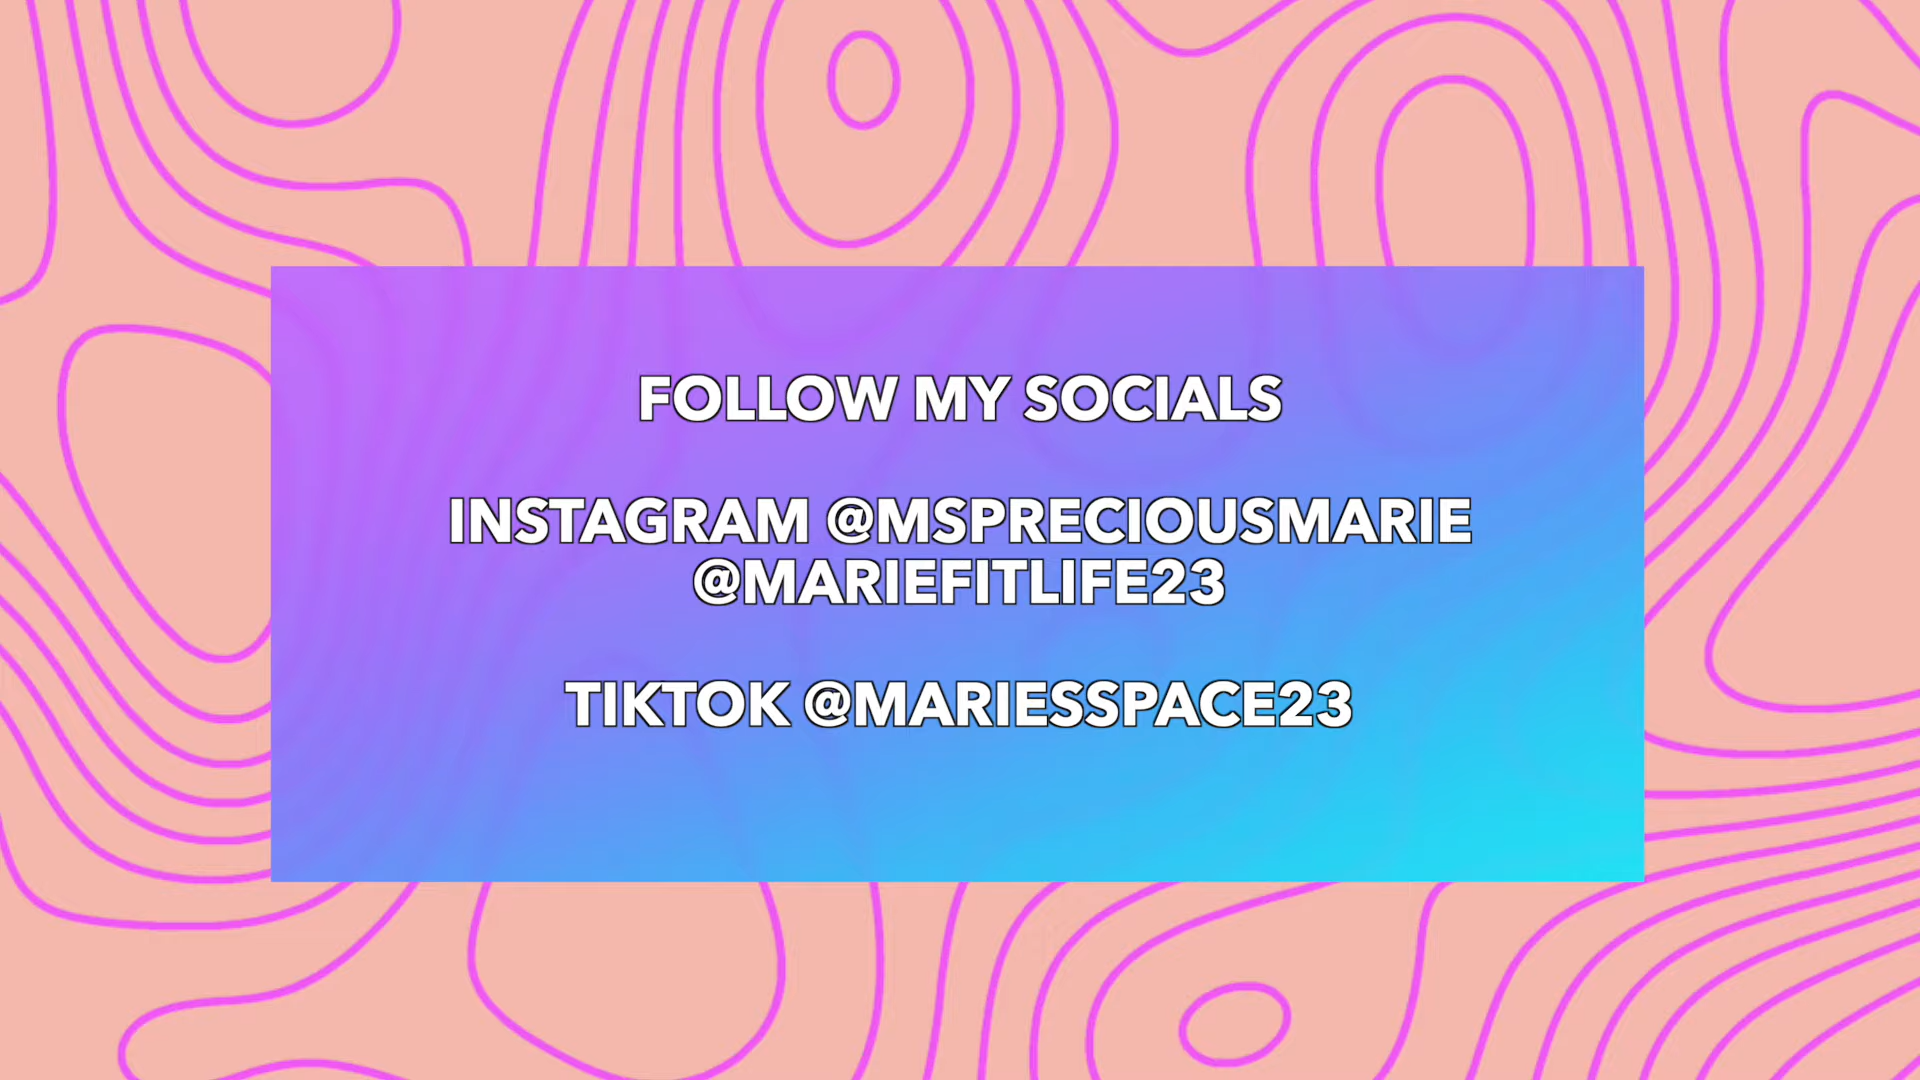 FOLLOW MY SOCIALS
INSTAGRAM @MSPRECIOUSMARIE
@MARIEFITLIFE23
TIKTOK @MARIESSPACE23